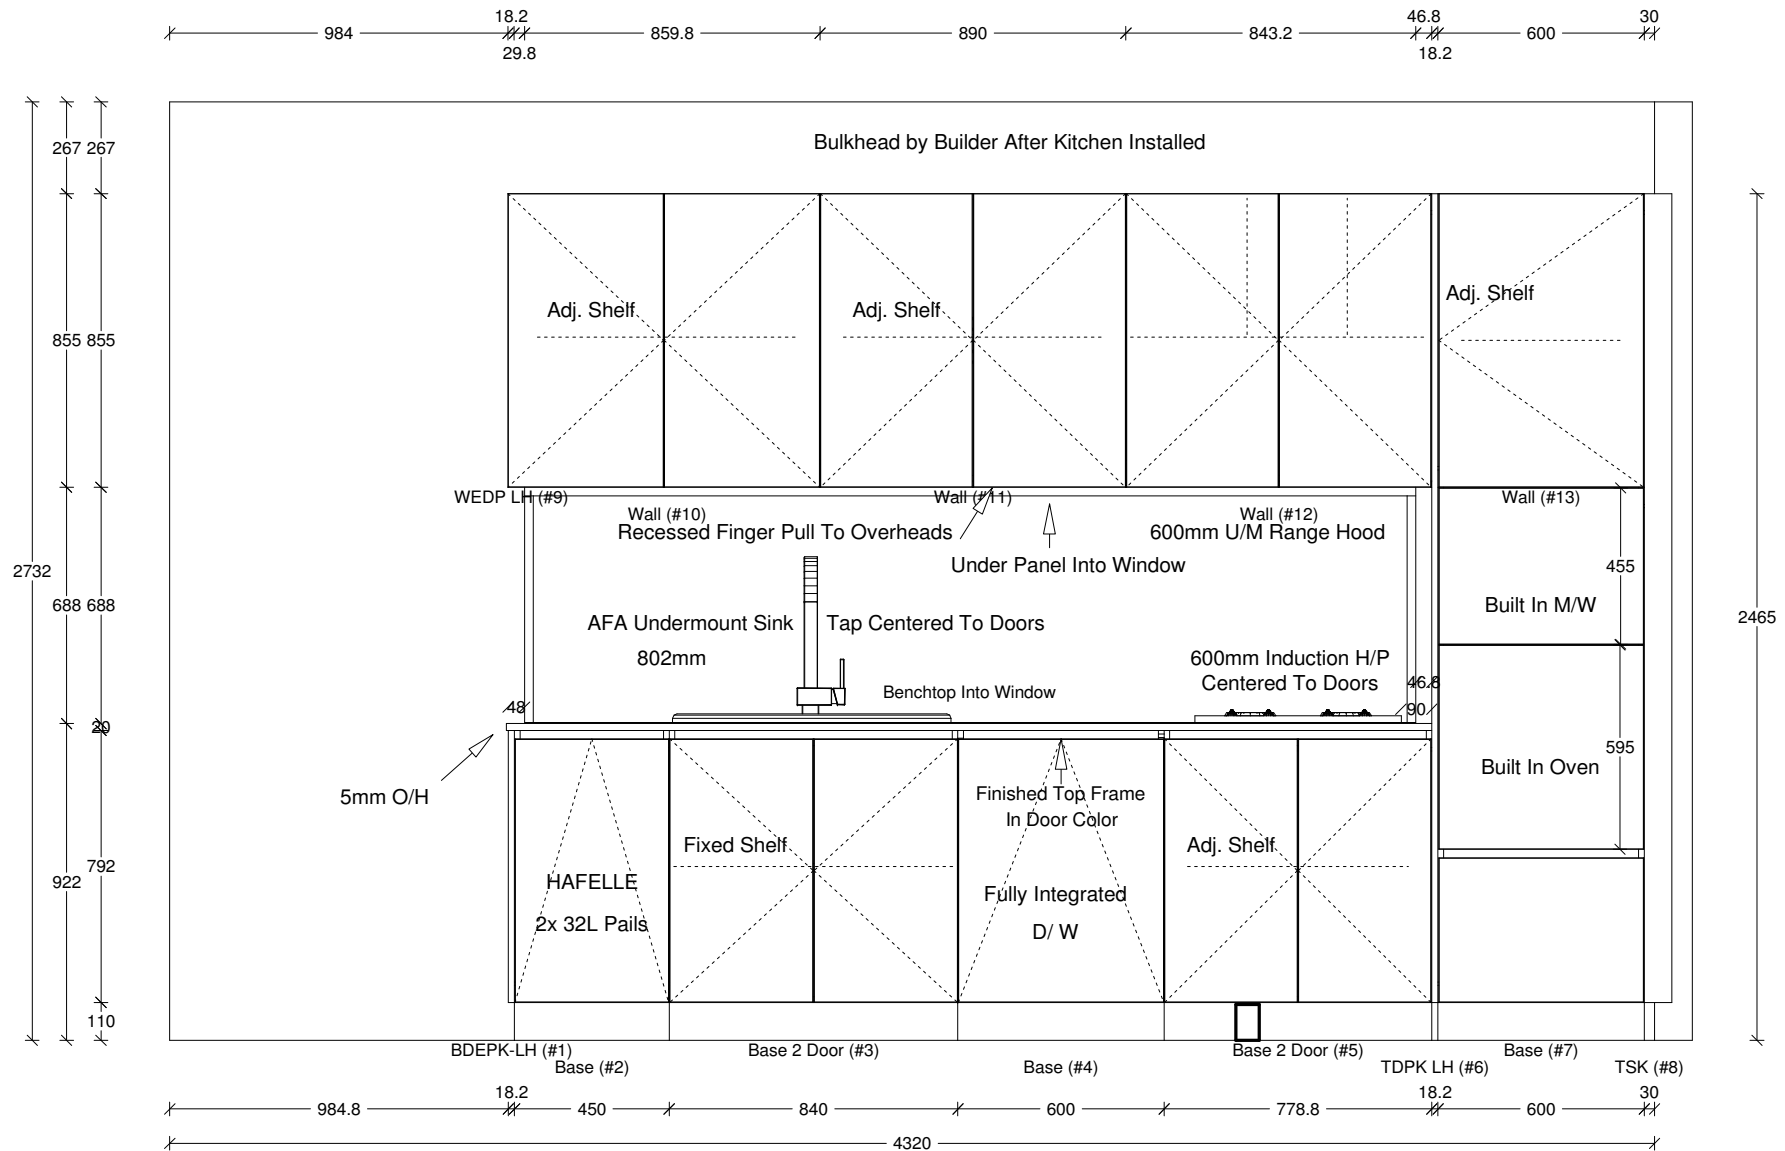 18.2
46.8
30
984
859.8
890
843.2
600
29.8
18.2
267
267
Bulkhead by Builder After Kitchen Installed
855
855
Adj. Shelf
Adj. Shelf
Adj. Shelf
WEDP LH (#9)
Wall (#11)
Wall (#13)
Wall (#10)
Wall (#12)
Recessed Finger Pull To Overheads
600mm U/M Range Hood
Under Panel Into Window
2732
455
688
688
Built In M/W
2465
AFA Undermount Sink
Tap Centered To Doors
802mm
600mm Induction H/P
Centered To Doors
46.8
Benchtop Into Window
48
90
20
595
Built In Oven
5mm O/H
Finished Top Frame
In Door Color
Fixed Shelf
Adj. Shelf
792
922
HAFELLE
2x 32L Pails
Fully Integrated
D/ W
110
BDEPK-LH (#1)
Base 2 Door (#3)
Base 2 Door (#5)
Base (#7)
Base (#2)
Base (#4)
TDPK LH (#6)
TSK (#8)
18.2
18.2
30
984.8
450
840
600
778.8
600
4320